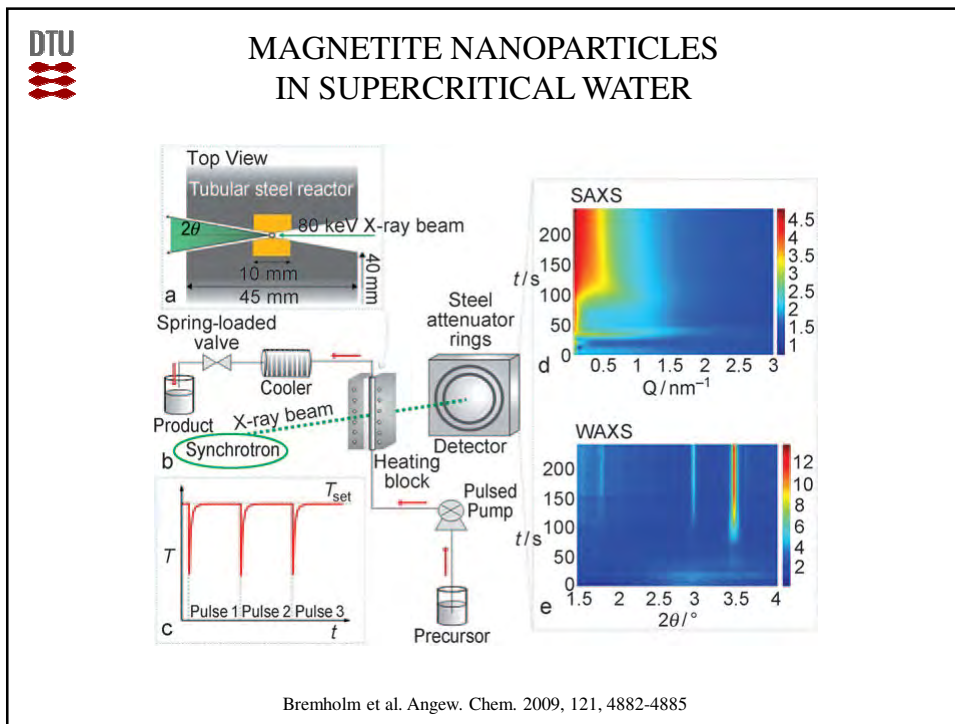 DTU
MAGNETITE NANOPARTICLES
IN SUPERCRITICAL WATER
Top View
Tubular steel reactor
2θ
80 keV X-ray beam
10 mm
45 mm
40 mm
a
Spring-loaded
valve
Cooler
Product
X-ray beam
Synchrotron
b
Heating
block
Steel
attenuator
rings
Detector
Pulsed
Pump
Precursor
T
T set
Pulse 1
Pulse 2
Pulse 3
t
c
SAXS
200
150
t/s
100
50
0
0.5
1
1.5
2
2.5
3
Q/nm⁻¹
4.5
4
3.5
3
2.5
2
1.5
1
d
WAXS
200
150
100
t/s
50
0
1.5
2
2.5
3
3.5
4
2θ/°
12
10
8
6
4
2
e
Bremholm et al. Angew. Chem. 2009, 121, 4882-4885